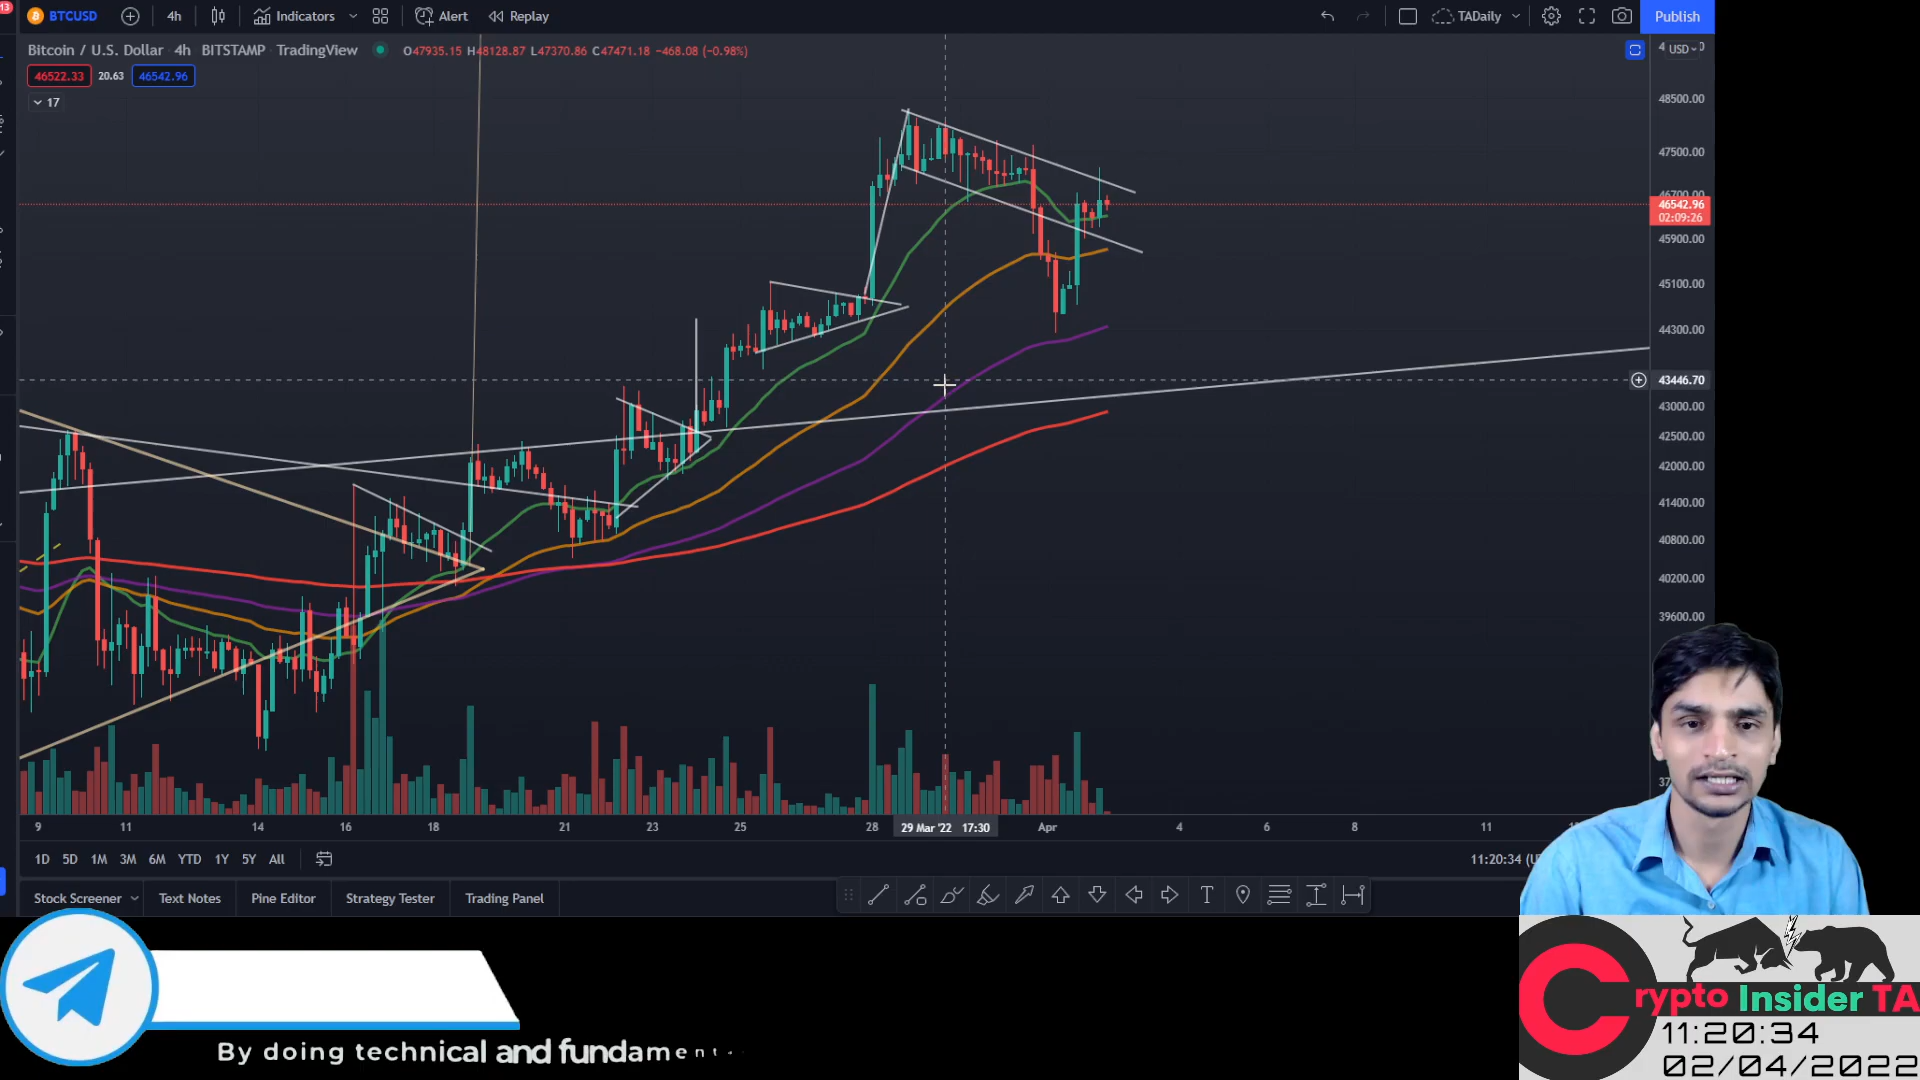 13
BTCUSD
4h
Indicators
Alert
Replay
TADaily
Publish
Bitcoin / U.S. Dollar 4h BITSTAMP TradingView
O47935.15 H48128.87 L47370.86 C47471.18 −468.08 (−0.98%)
USD
46522.33
20.63
46542.96
17
48500.00
47500.00
46700.00
46542.96
02:09:26
45900.00
45100.00
44300.00
43446.70
43000.00
42500.00
42000.00
41400.00
40800.00
40200.00
39600.00
37
9
11
14
16
18
21
23
25
28
29 Mar '22 17:30
Apr
4
6
8
11
1D
5D
1M
3M
6M
YTD
1Y
5Y
All
11:20:34 (U
Stock Screener
Text Notes
Pine Editor
Strategy Tester
Trading Panel
By doing technical and fundament
Crypto Insider TA
11:20:34
02/04/2022